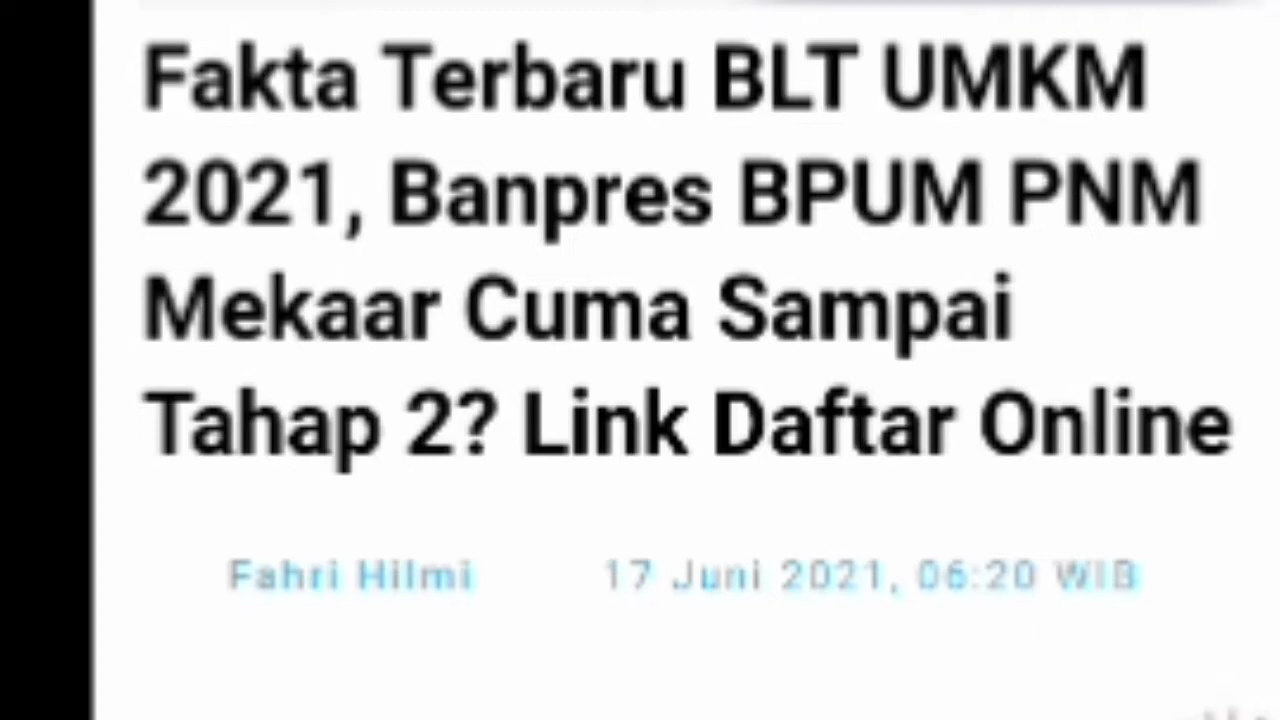 Fakta Terbaru BLT UMKM
2021, Banpres BPUM PNM
Mekaar Cuma Sampai
Tahap 2? Link Daftar Online
Fahri Hilmi 17 Juni 2021, 06:20 WIB